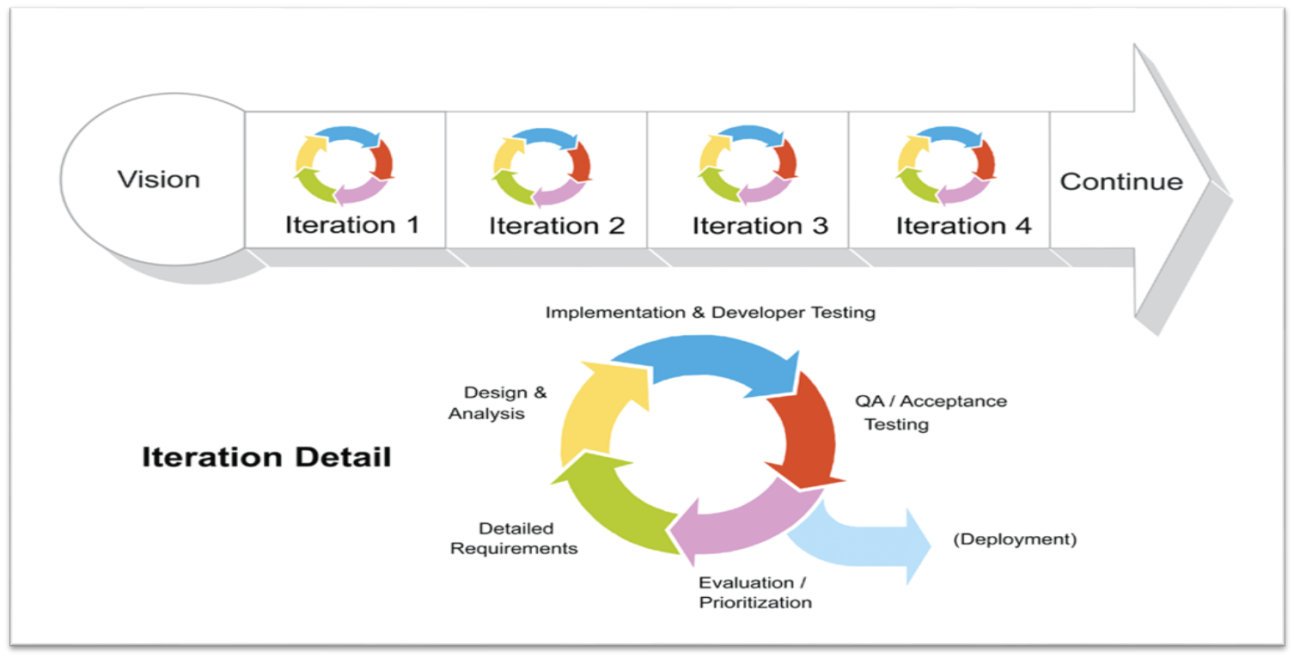 Vision
Iteration 1
Iteration 2
Iteration 3
Iteration 4
Continue
Implementation & Developer Testing
Design &
Analysis
QA / Acceptance
Testing
Iteration Detail
Detailed
Requirements
(Deployment)
Evaluation /
Prioritization